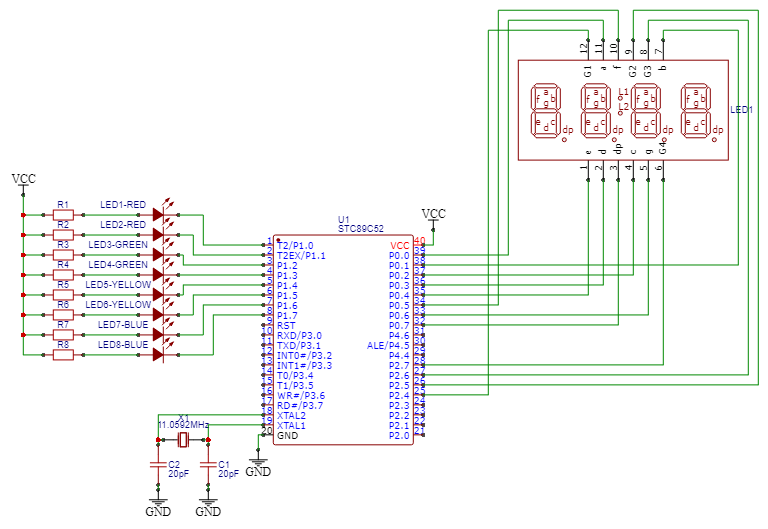 12 11 10 9 8 7
G1 a f G2 G3 b
a f b g e d c dp
a f b g e d c dp
L1
L2
a f b g e d c dp
a f b g e d c dp
LED1
e d dp c g G4
1 2 3 4 5 6
VCC
R1 LED1-RED
R2 LED2-RED
R3 LED3-GREEN
R4 LED4-GREEN
R5 LED5-YELLOW
R6 LED6-YELLOW
R7 LED7-BLUE
R8 LED8-BLUE
U1
STC89C52
VCC
1 T2/P1.0 VCC 40
2 T2EX/P1.1 P0.0 39
3 P1.2 P0.1 38
4 P1.3 P0.2 37
5 P1.4 P0.3 36
6 P1.5 P0.4 35
7 P1.6 P0.5 34
8 P1.7 P0.6 33
9 RST P0.7 32
10 RXD/P3.0 P4.6 31
11 TXD/P3.1 ALE/P4.5 30
12 INT0#/P3.2 P4.4 29
13 INT1#/P3.3 P2.7 28
14 T0/P3.4 P2.6 27
15 T1/P3.5 P2.5 26
16 WR#/P3.6 P2.4 25
17 RD#/P3.7 P2.3 24
18 XTAL2 P2.2 23
19 XTAL1 P2.1 22
20 GND P2.0 21
X1
11.0592MHz
C2
20pF
C1
20pF
GND
GND
GND